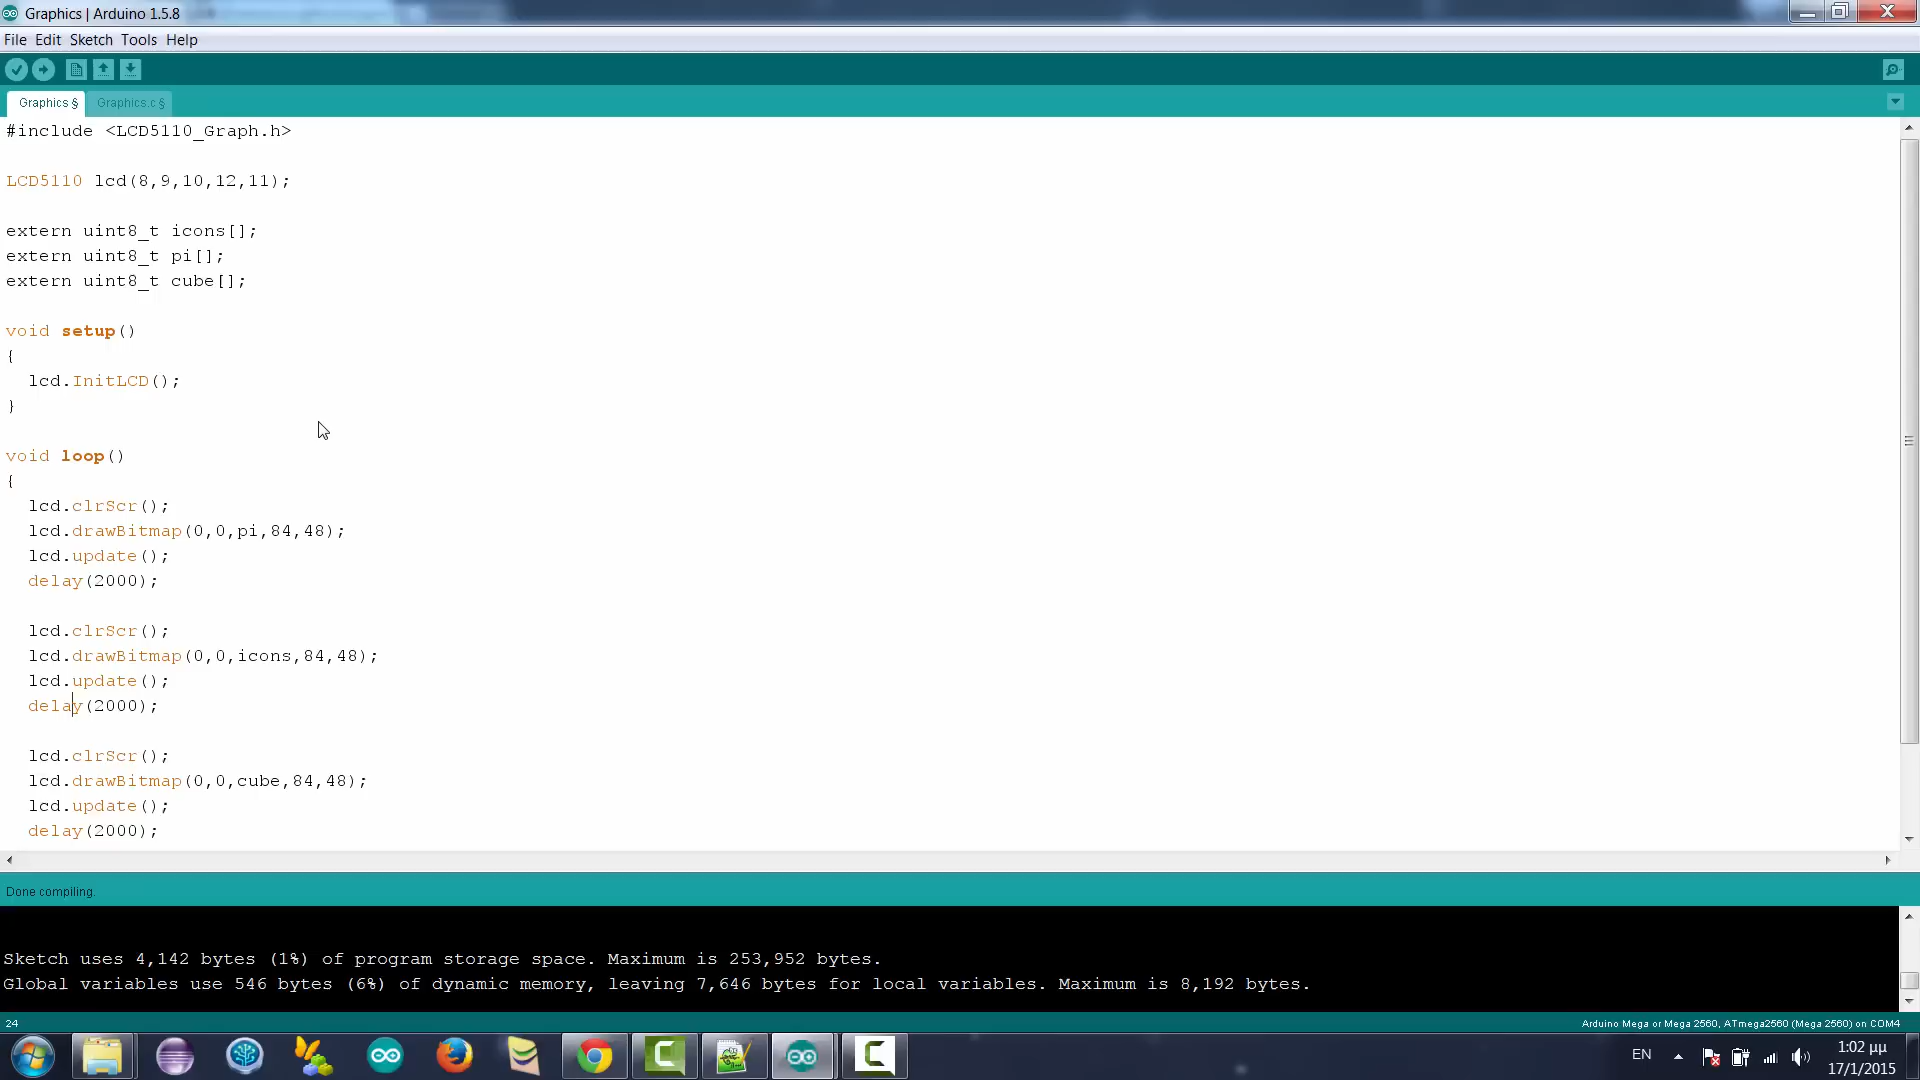 Graphics | Arduino 1.5.8
File Edit Sketch Tools Help
Graphics § Graphics.c §
#include <LCD5110_Graph.h>
LCD5110 lcd(8,9,10,12,11);
extern uint8_t icons[];
extern uint8_t pi[];
extern uint8_t cube[];
void setup()
{
lcd.InitLCD();
}
void loop()
{
lcd.clrScr();
lcd.drawBitmap(0,0,pi,84,48);
lcd.update();
delay(2000);
lcd.clrScr();
lcd.drawBitmap(0,0,icons,84,48);
lcd.update();
delay(2000);
lcd.clrScr();
lcd.drawBitmap(0,0,cube,84,48);
lcd.update();
delay(2000);
Done compiling.
Sketch uses 4,142 bytes (1%) of program storage space. Maximum is 253,952 bytes.
Global variables use 546 bytes (6%) of dynamic memory, leaving 7,646 bytes for local variables. Maximum is 8,192 bytes.
24 Arduino Mega or Mega 2560, ATmega2560 (Mega 2560) on COM4
EN 1:02 μμ
17/1/2015